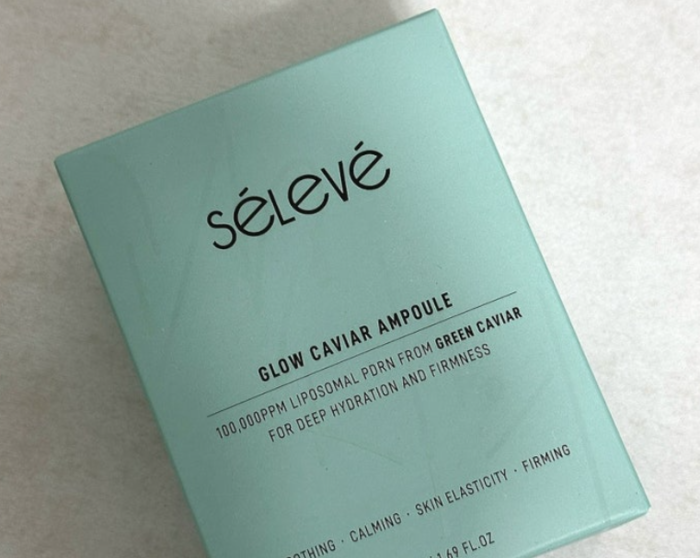 séLevé
GLOW CAVIAR AMPOULE
100,000PPM LIPOSOMAL PDRN FROM GREEN CAVIAR
FOR DEEP HYDRATION AND FIRMNESS
· CALMING · SKIN ELASTICITY · FIRMING
1.69 FL.OZ